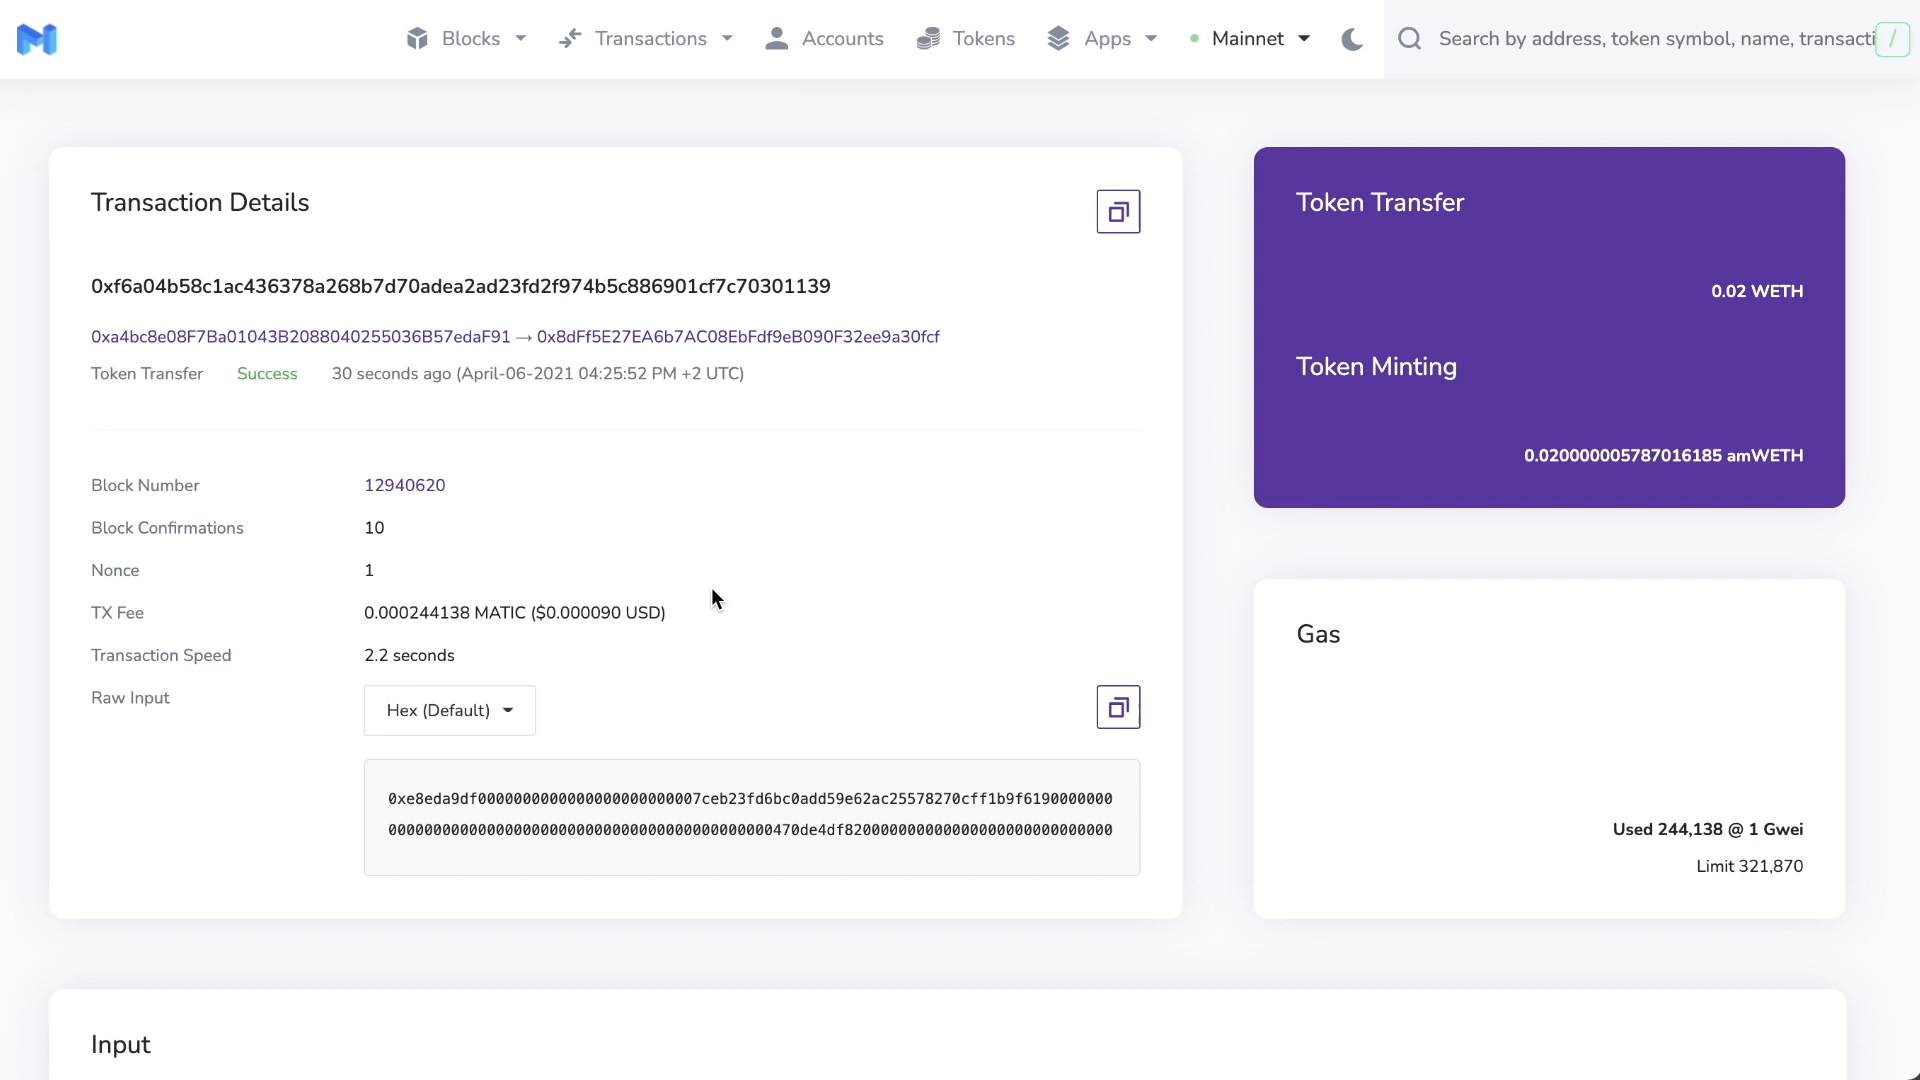 Blocks
Transactions
Accounts
Tokens
Apps
Mainnet
Search by address, token symbol, name, transacti
/
Transaction Details
0xf6a04b58c1ac436378a268b7d70adea2ad23fd2f974b5c886901cf7c70301139
0xa4bc8e08F7Ba01043B2088040255036B57edaF91 → 0x8dFf5E27EA6b7AC08EbFdf9eB090F32ee9a30fcf
Token Transfer Success 30 seconds ago (April-06-2021 04:25:52 PM +2 UTC)
Block Number 12940620
Block Confirmations 10
Nonce 1
TX Fee 0.000244138 MATIC ($0.000090 USD)
Transaction Speed 2.2 seconds
Raw Input Hex (Default)
0xe8eda9df0000000000000000000000007ceb23fd6bc0add59e62ac25578270cff1b9f6190000000
00000000000000000000000000000000000000000000470de4df820000000000000000000000000000
Token Transfer
0.02 WETH
Token Minting
0.020000005787016185 amWETH
Gas
Used 244,138 @ 1 Gwei
Limit 321,870
Input